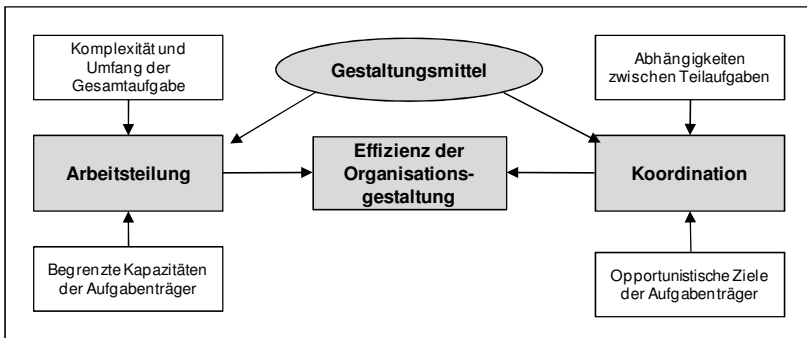 Komplexität und
Umfang der
Gesamtaufgabe
Gestaltungsmittel
Abhängigkeiten
zwischen Teilaufgaben
Arbeitsteilung
Effizienz der
Organisations-
gestaltung
Koordination
Begrenzte Kapazitäten
der Aufgabenträger
Opportunistische Ziele
der Aufgabenträger